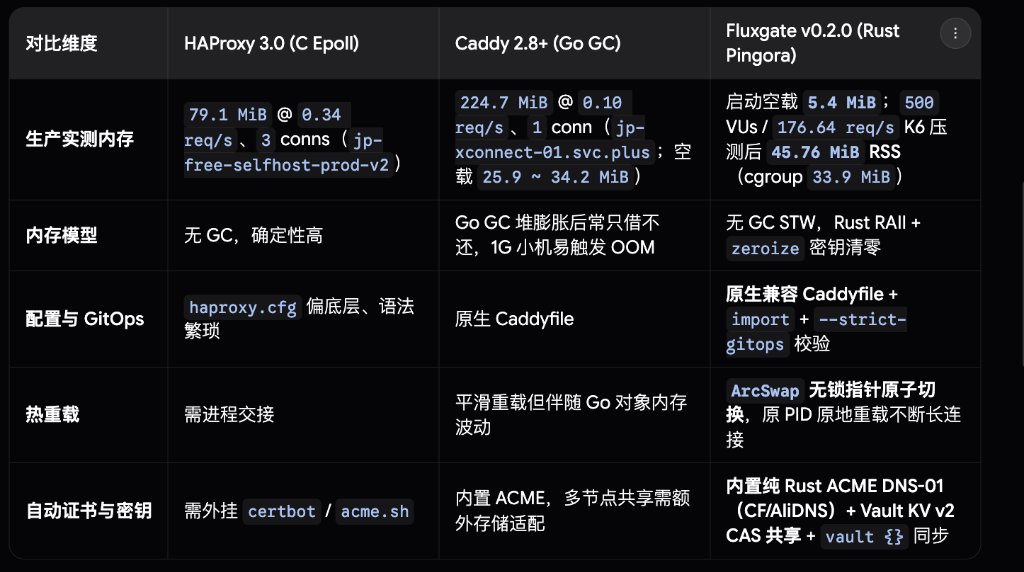 对比维度
HAProxy 3.0 (C Epoll)
Caddy 2.8+ (Go GC)
Fluxgate v0.2.0 (Rust
Pingora)
生产实测内存
79.1 MiB @ 0.34
req/s 、 3 conns（ jp-
free-selfhost-prod-v2 ）
224.7 MiB @ 0.10
req/s 、 1 conn（ jp-
xconnect-01.svc.plus ；空
载 25.9 ~ 34.2 MiB ）
启动空载 5.4 MiB ； 500
VUs / 176.64 req/s K6 压
测后 45.76 MiB RSS
（cgroup 33.9 MiB ）
内存模型
无 GC，确定性高
Go GC 堆膨胀后常只借不
还，1G 小机易触发 OOM
无 GC STW，Rust RAII +
zeroize 密钥清零
配置与 GitOps
haproxy.cfg 偏底层、语法
繁琐
原生 Caddyfile
原生兼容 Caddyfile +
import + --strict-
gitops 校验
热重载
需进程交接
平滑重载但伴随 Go 对象内存
波动
ArcSwap 无锁指针原子切
换，原 PID 原地重载不断长连
接
自动证书与密钥
需外挂 certbot / acme.sh
内置 ACME，多节点共享需额
外存储适配
内置纯 Rust ACME DNS-01
（CF/AliDNS）+ Vault KV v2
CAS 共享 + vault {} 同步